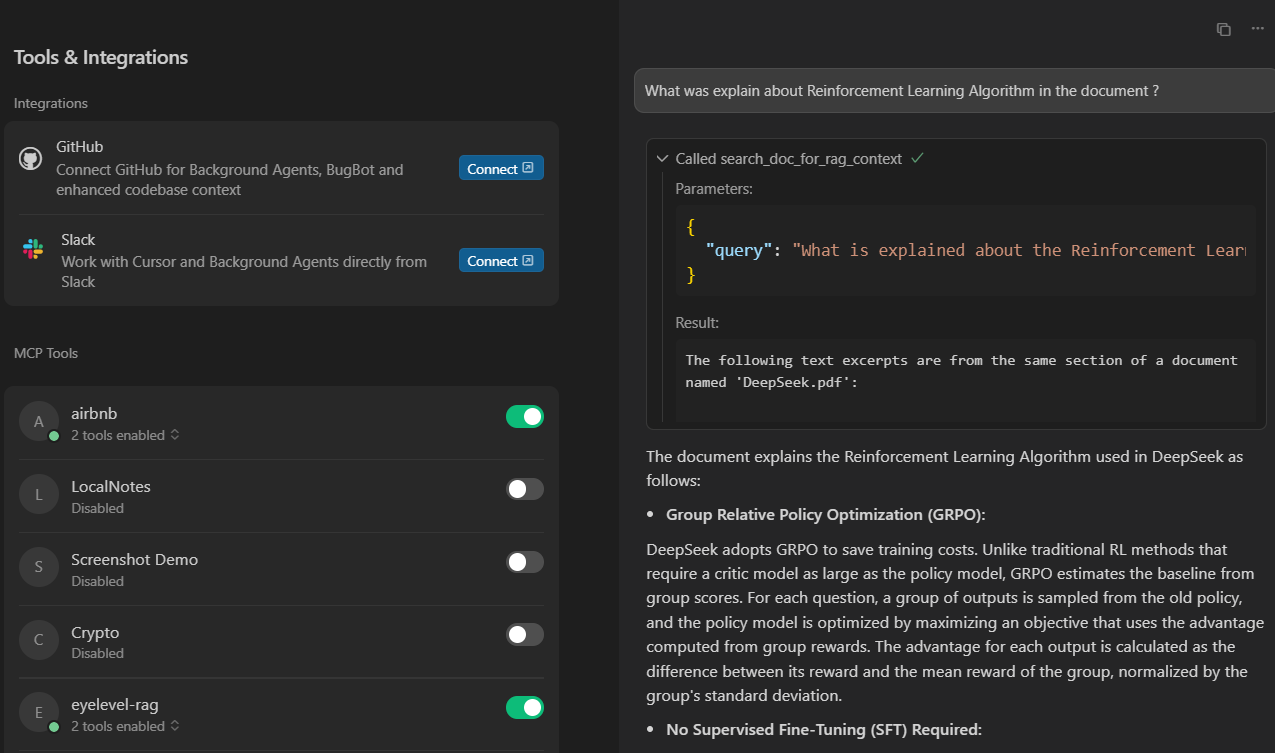 Tools & Integrations
Integrations
GitHub
Connect GitHub for Background Agents, BugBot and
enhanced codebase context
Connect
Slack
Work with Cursor and Background Agents directly from
Slack
Connect
MCP Tools
A
airbnb
2 tools enabled
L
LocalNotes
Disabled
S
Screenshot Demo
Disabled
C
Crypto
Disabled
E
eyelevel-rag
2 tools enabled
What was explain about Reinforcement Learning Algorithm in the document ?
Called search_doc_for_rag_context
Parameters:
{
"query": "What is explained about the Reinforcement Lear
}
Result:
The following text excerpts are from the same section of a document
named 'DeepSeek.pdf':
The document explains the Reinforcement Learning Algorithm used in DeepSeek as
follows:
• Group Relative Policy Optimization (GRPO):
DeepSeek adopts GRPO to save training costs. Unlike traditional RL methods that
require a critic model as large as the policy model, GRPO estimates the baseline from
group scores. For each question, a group of outputs is sampled from the old policy,
and the policy model is optimized by maximizing an objective that uses the advantage
computed from group rewards. The advantage for each output is calculated as the
difference between its reward and the mean reward of the group, normalized by the
group's standard deviation.
• No Supervised Fine-Tuning (SFT) Required: